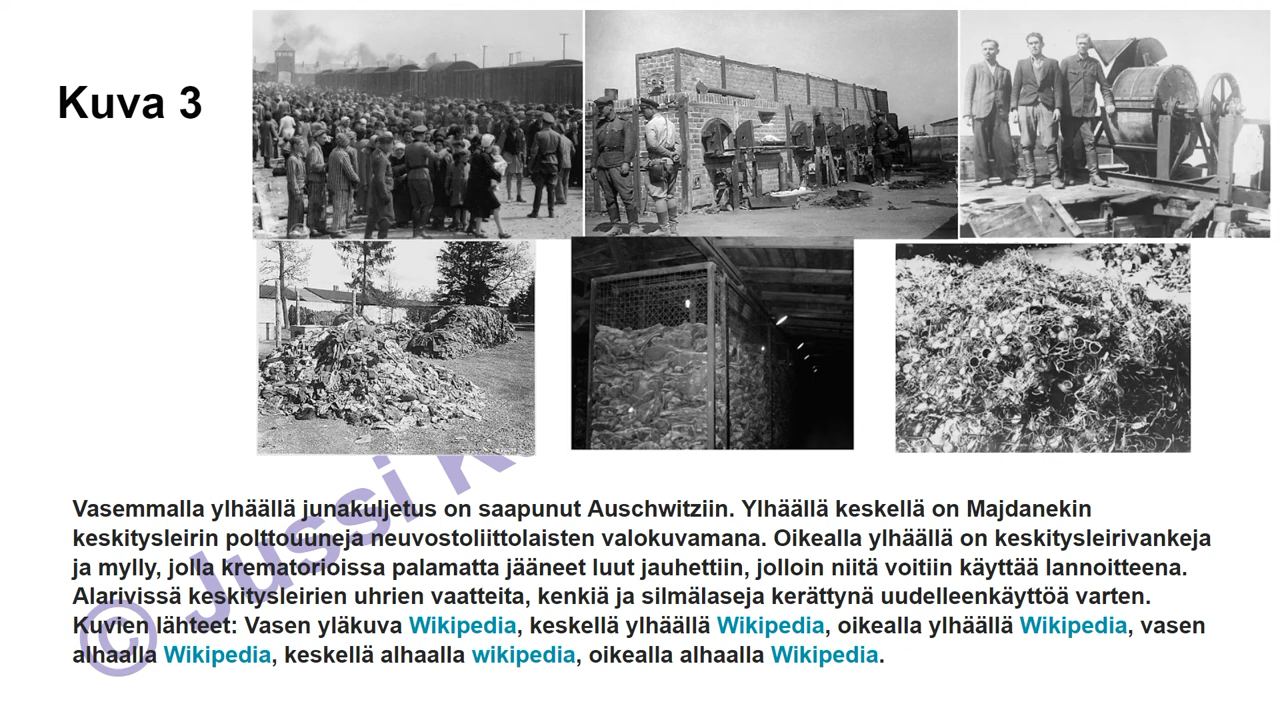 Kuva 3
Vasemmalla ylhäällä junakuljetus on saapunut Auschwitziin. Ylhäällä keskellä on Majdanekin
keskitysleirin polttouuneja neuvostoliittolaisten valokuvamana. Oikealla ylhäällä on keskitysleirivankeja
ja mylly, jolla krematorioissa palamatta jääneet luut jauhettiin, jolloin niitä voitiin käyttää lannoitteena.
Alarivissä keskitysleirien uhrien vaatteita, kenkiä ja silmälaseja kerättynä uudelleenkäyttöä varten.
Kuvien lähteet: Vasen yläkuva Wikipedia, keskellä ylhäällä Wikipedia, oikealla ylhäällä Wikipedia, vasen
alhaalla Wikipedia, keskellä alhaalla wikipedia, oikealla alhaalla Wikipedia.
© Jussi K